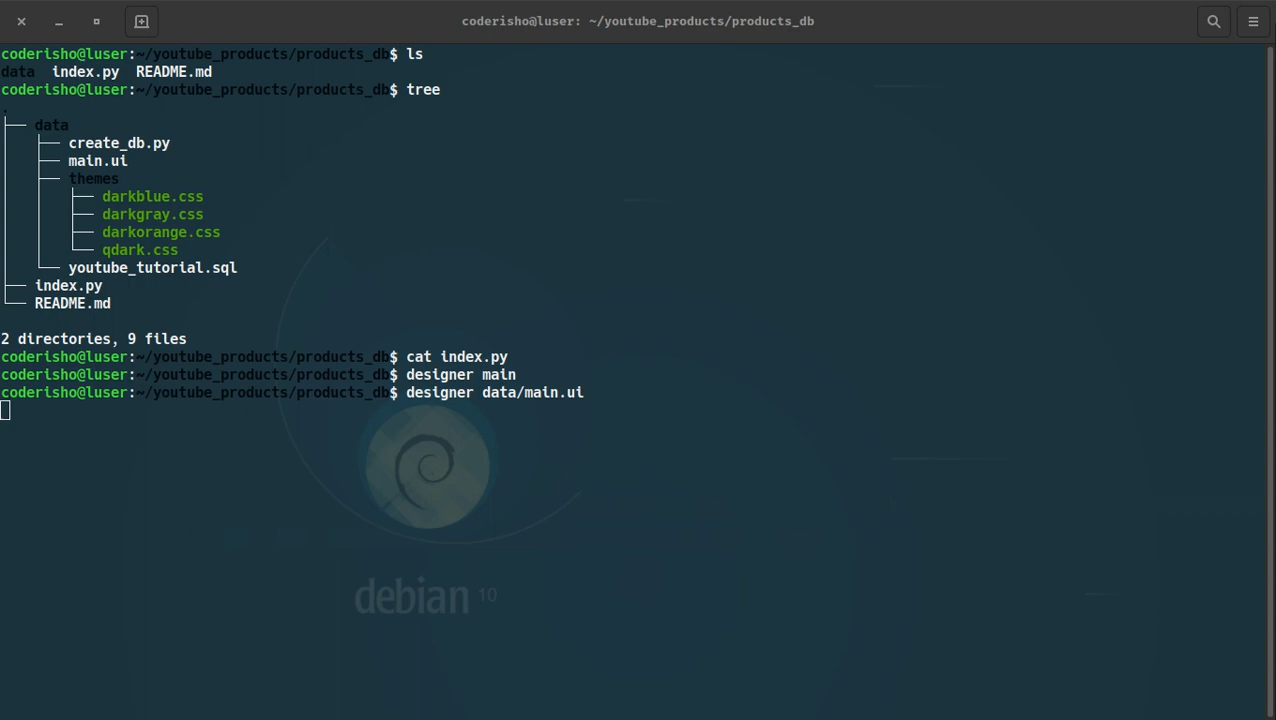 coderisho@luser: ~/youtube_products/products_db
coderisho@luser:~/youtube_products/products_db$ ls
data  index.py  README.md
coderisho@luser:~/youtube_products/products_db$ tree
.
├── data
│   ├── create_db.py
│   ├── main.ui
│   ├── themes
│   │   ├── darkblue.css
│   │   ├── darkgray.css
│   │   ├── darkorange.css
│   │   └── qdark.css
│   └── youtube_tutorial.sql
├── index.py
└── README.md
2 directories, 9 files
coderisho@luser:~/youtube_products/products_db$ cat index.py
coderisho@luser:~/youtube_products/products_db$ designer main
coderisho@luser:~/youtube_products/products_db$ designer data/main.ui
debian 10